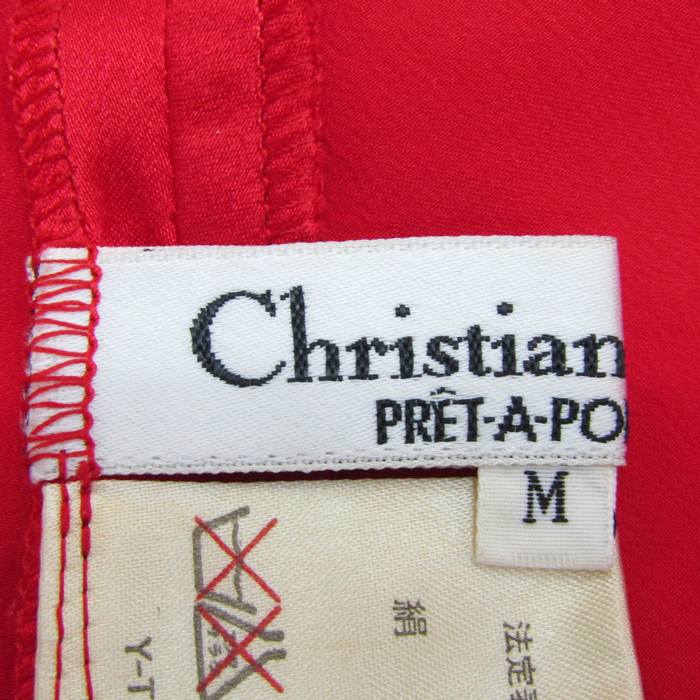 Christian
PRÊT-A-PO
M
絹
法定
Y-T